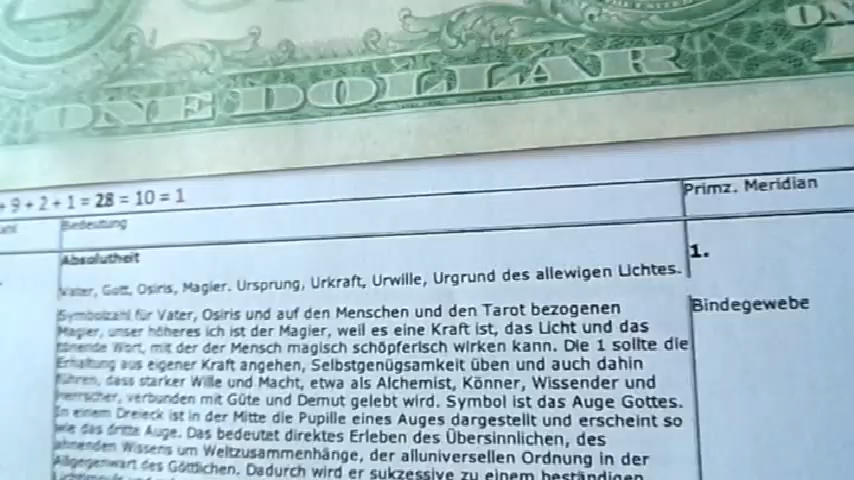 ONE DOLLAR
+ 9 + 2 + 1 = 28 = 10 = 1
Primz. Meridian
Bedeutung
Absolutheit
1.
Vater, Gott, Osiris, Magier. Ursprung, Urkraft, Urwille, Urgrund des allewigen Lichtes.
Bindegewebe
Symbolzahl für Vater, Osiris und auf den Menschen und den Tarot bezogenen
Magier, unser höheres ich ist der Magier, weil es eine Kraft ist, das Licht und das
tönende Wort, mit der der Mensch magisch schöpferisch wirken kann. Die 1 sollte die
Erhaltung aus eigener Kraft angehen, Selbstgenügsamkeit üben und auch dahin
führen, dass starker Wille und Macht, etwa als Alchemist, Könner, Wissender und
Herrscher, verbunden mit Güte und Demut gelebt wird. Symbol ist das Auge Gottes.
In einem Dreieck ist in der Mitte die Pupille eines Auges dargestellt und erscheint so
wie das dritte Auge. Das bedeutet direktes Erleben des Übersinnlichen, des
ahnenden Wissens um Weltzusammenhänge, der alluniversellen Ordnung in der
Allgegenwart des Göttlichen. Dadurch wird er sukzessive zu einem beständigen